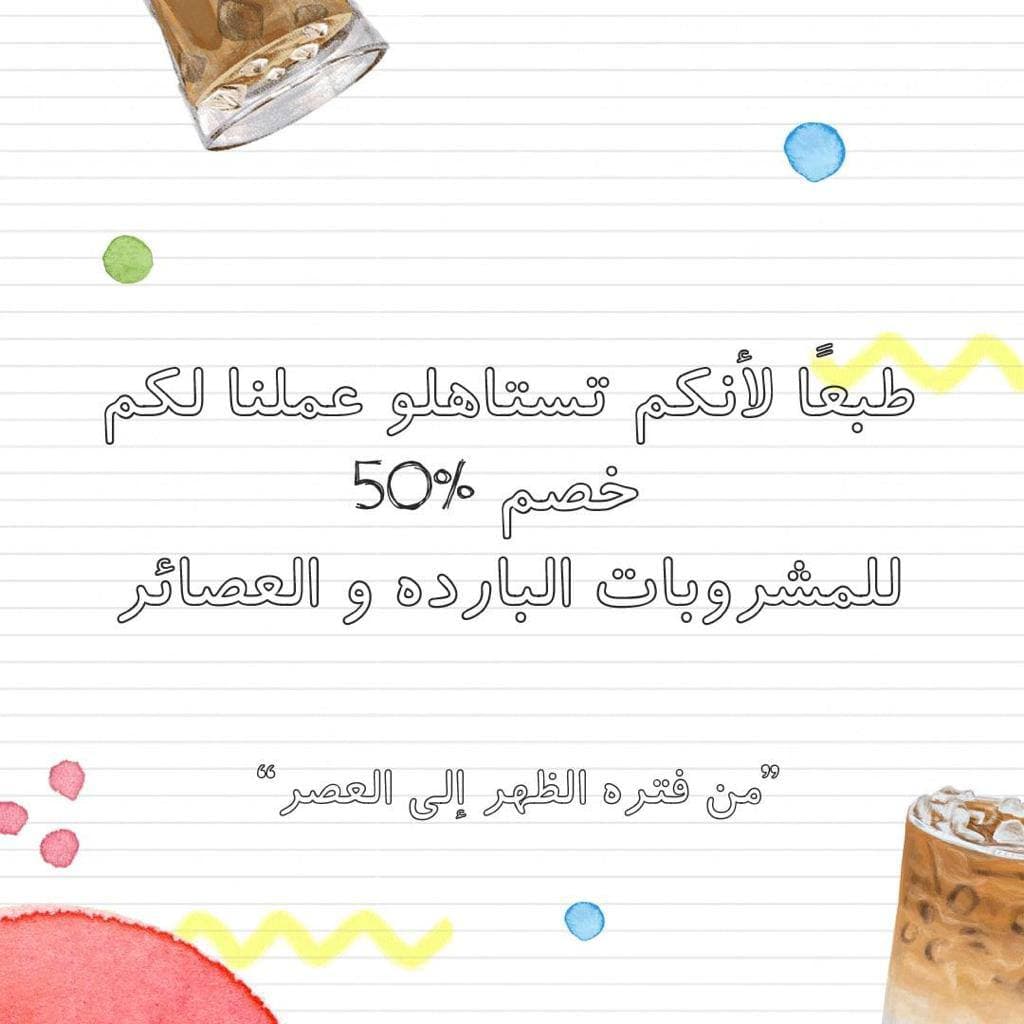 طبعًا لأنكم تستاهلو عملنا لكم
خصم 50%
للمشروبات البارده و العصائر
”من فتره الظهر إلى العصر“